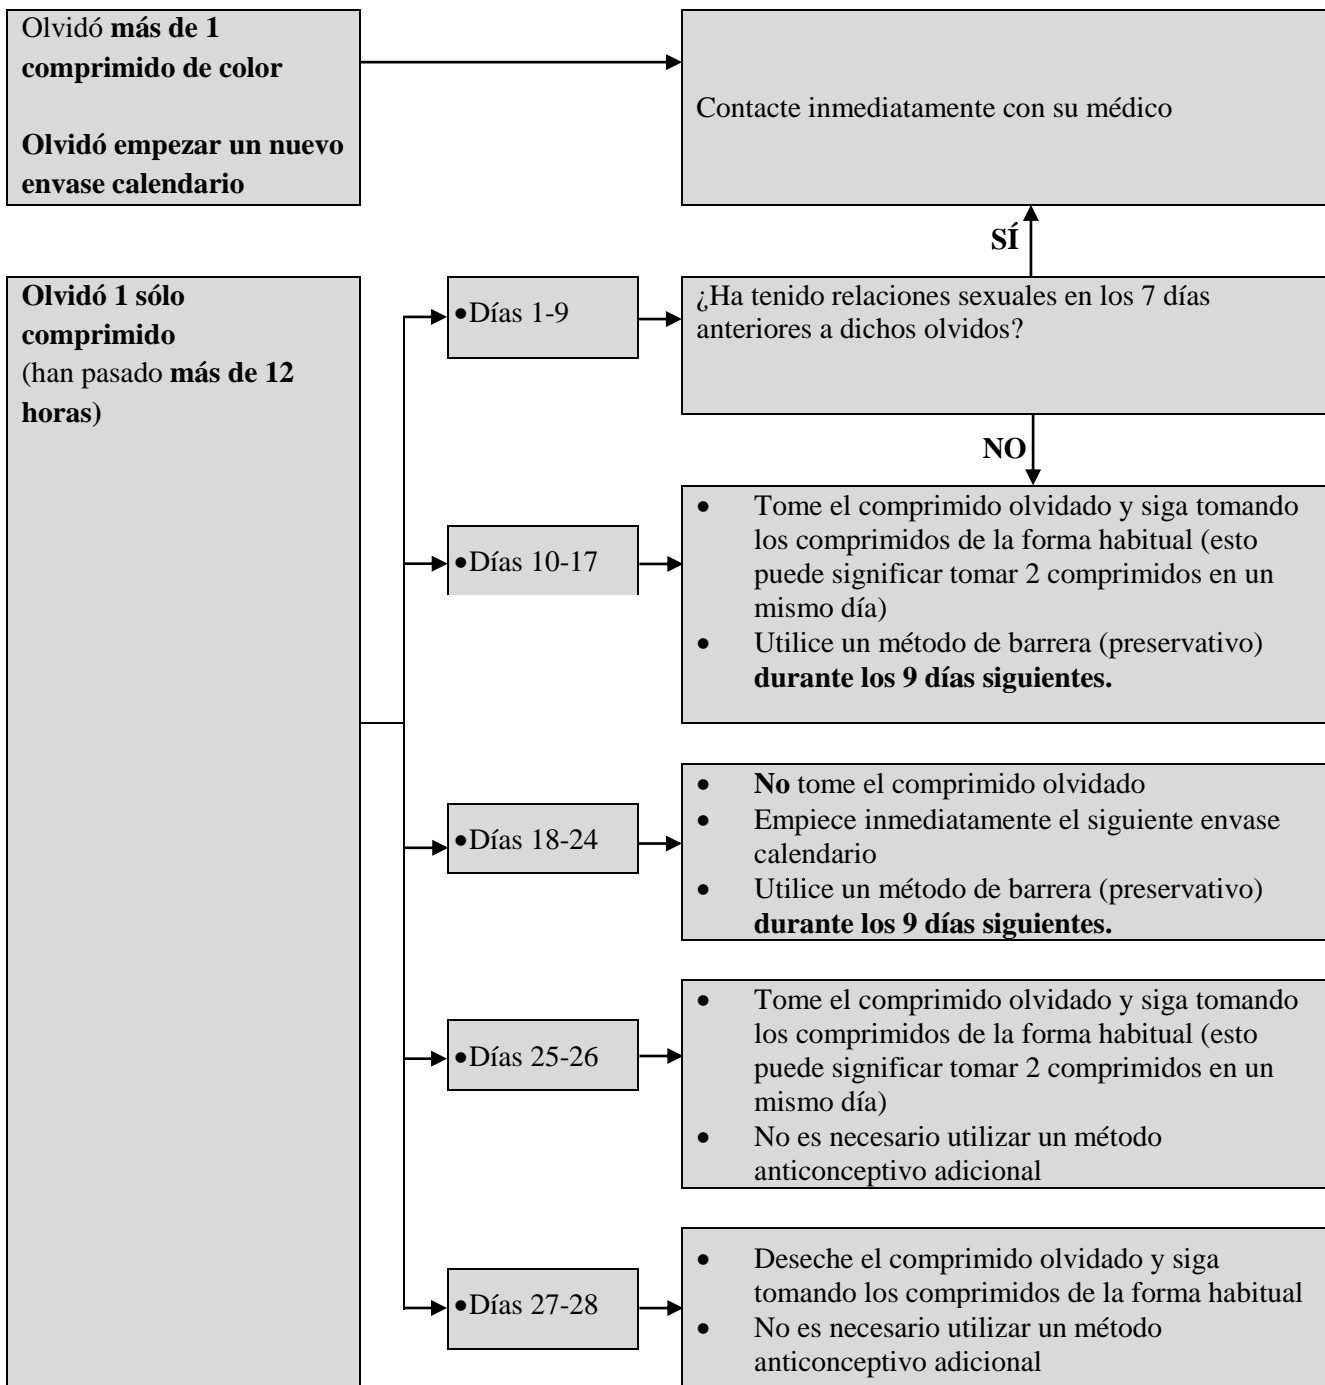 Olvidó más de 1
comprimido de color
Olvidó empezar un nuevo
envase calendario
Contacte inmediatamente con su médico
SÍ
Olvidó 1 sólo
comprimido
(han pasado más de 12
horas)
•Días 1-9
¿Ha tenido relaciones sexuales en los 7 días
anteriores a dichos olvidos?
NO
•Días 10-17
• Tome el comprimido olvidado y siga tomando
los comprimidos de la forma habitual (esto
puede significar tomar 2 comprimidos en un
mismo día)
• Utilice un método de barrera (preservativo)
durante los 9 días siguientes.
•Días 18-24
• No tome el comprimido olvidado
• Empiece inmediatamente el siguiente envase
calendario
• Utilice un método de barrera (preservativo)
durante los 9 días siguientes.
•Días 25-26
• Tome el comprimido olvidado y siga tomando
los comprimidos de la forma habitual (esto
puede significar tomar 2 comprimidos en un
mismo día)
• No es necesario utilizar un método
anticonceptivo adicional
•Días 27-28
• Deseche el comprimido olvidado y siga
tomando los comprimidos de la forma habitual
• No es necesario utilizar un método
anticonceptivo adicional